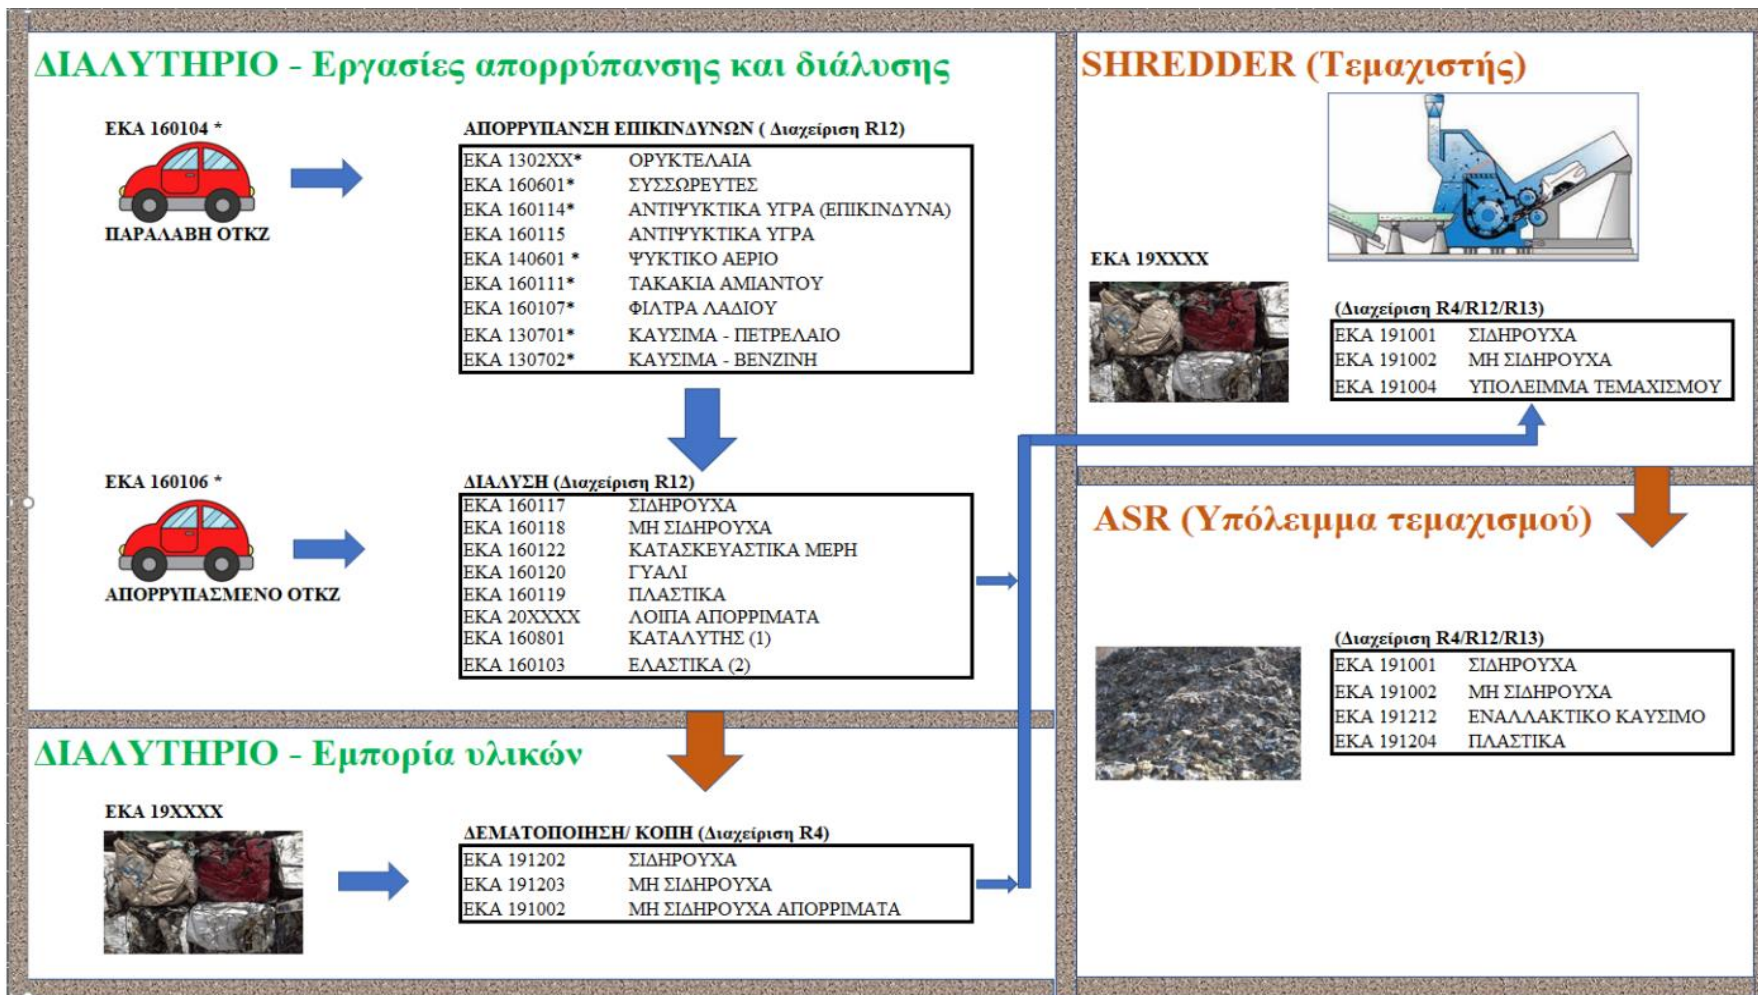 ΔΙΑΛΥΤΗΡΙΟ - Εργασίες απορρύπανσης και διάλυσης
ΕΚΑ 160104 *
ΠΑΡΑΛΑΒΗ ΟΤΚΖ
ΑΠΟΡΡΥΠΑΝΣΗ ΕΠΙΚΙΝΔΥΝΩΝ ( Διαχείριση R12)
ΕΚΑ 1302ΧΧ* ΟΡΥΚΤΕΛΑΙΑ
ΕΚΑ 160601* ΣΥΣΣΩΡΕΥΤΕΣ
ΕΚΑ 160114* ΑΝΤΙΨΥΚΤΙΚΑ ΥΓΡΑ (ΕΠΙΚΙΝΔΥΝΑ)
ΕΚΑ 160115 ΑΝΤΙΨΥΚΤΙΚΑ ΥΓΡΑ
ΕΚΑ 140601 * ΨΥΚΤΙΚΟ ΑΕΡΙΟ
ΕΚΑ 160111* ΤΑΚΑΚΙΑ ΑΜΙΑΝΤΟΥ
ΕΚΑ 160107* ΦΙΛΤΡΑ ΛΑΔΙΟΥ
ΕΚΑ 130701* ΚΑΥΣΙΜΑ - ΠΕΤΡΕΛΑΙΟ
ΕΚΑ 130702* ΚΑΥΣΙΜΑ - ΒΕΝΖΙΝΗ
ΕΚΑ 160106 *
ΑΠΟΡΡΥΠΑΣΜΕΝΟ ΟΤΚΖ
ΔΙΑΛΥΣΗ (Διαχείριση R12)
ΕΚΑ 160117 ΣΙΔΗΡΟΥΧΑ
ΕΚΑ 160118 ΜΗ ΣΙΔΗΡΟΥΧΑ
ΕΚΑ 160122 ΚΑΤΑΣΚΕΥΑΣΤΙΚΑ ΜΕΡΗ
ΕΚΑ 160120 ΓΥΑΛΙ
ΕΚΑ 160119 ΠΛΑΣΤΙΚΑ
ΕΚΑ 20ΧΧΧΧ ΛΟΙΠΑ ΑΠΟΡΡΙΜΑΤΑ
ΕΚΑ 160801 ΚΑΤΑΛΥΤΗΣ (1)
ΕΚΑ 160103 ΕΛΑΣΤΙΚΑ (2)
ΔΙΑΛΥΤΗΡΙΟ - Εμπορία υλικών
ΕΚΑ 19ΧΧΧΧ
ΔΕΜΑΤΟΠΟΙΗΣΗ/ ΚΟΠΗ (Διαχείριση R4)
ΕΚΑ 191202 ΣΙΔΗΡΟΥΧΑ
ΕΚΑ 191203 ΜΗ ΣΙΔΗΡΟΥΧΑ
ΕΚΑ 191002 ΜΗ ΣΙΔΗΡΟΥΧΑ ΑΠΟΡΡΙΜΑΤΑ
SHREDDER (Τεμαχιστής)
ΕΚΑ 19ΧΧΧΧ
(Διαχείριση R4/R12/R13)
ΕΚΑ 191001 ΣΙΔΗΡΟΥΧΑ
ΕΚΑ 191002 ΜΗ ΣΙΔΗΡΟΥΧΑ
ΕΚΑ 191004 ΥΠΟΛΕΙΜΜΑ ΤΕΜΑΧΙΣΜΟΥ
ASR (Υπόλειμμα τεμαχισμού)
(Διαχείριση R4/R12/R13)
ΕΚΑ 191001 ΣΙΔΗΡΟΥΧΑ
ΕΚΑ 191002 ΜΗ ΣΙΔΗΡΟΥΧΑ
ΕΚΑ 191212 ΕΝΑΛΛΑΚΤΙΚΟ ΚΑΥΣΙΜΟ
ΕΚΑ 191204 ΠΛΑΣΤΙΚΑ